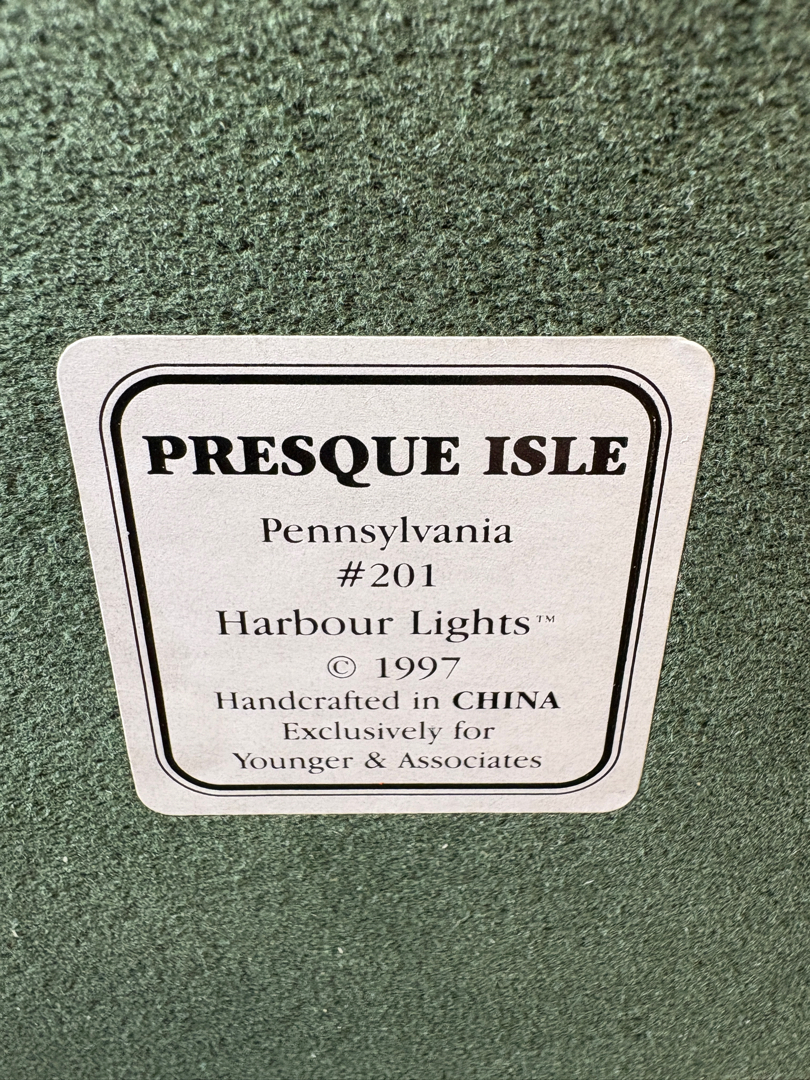 PRESQUE ISLE
Pennsylvania
#201
Harbour Lights™
© 1997
Handcrafted in CHINA
Exclusively for
Younger & Associates